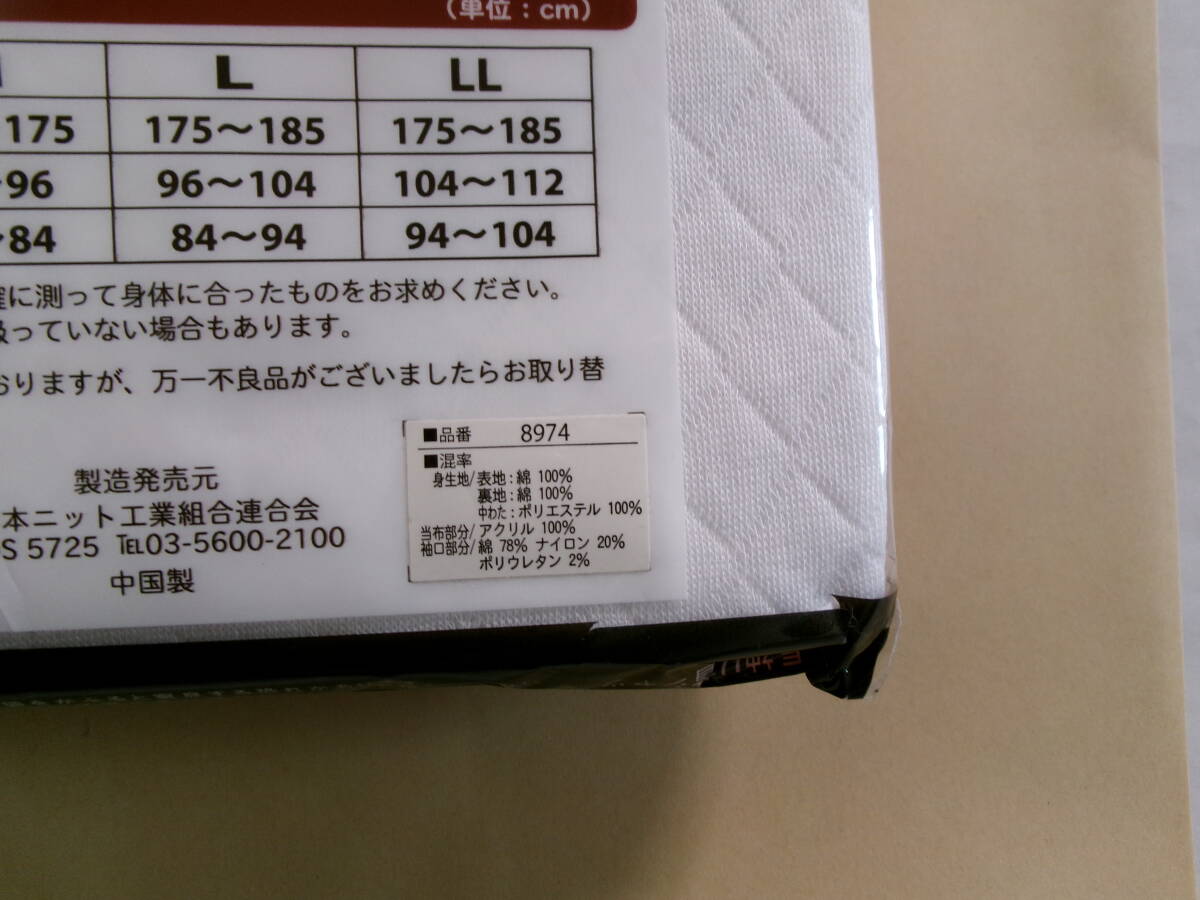 （単位：cm）
L LL
175 175〜185 175〜185
96 96〜104 104〜112
84 84〜94 94〜104
に測って身体に合ったものをお求めください。
っていない場合もあります。
おりますが、万一不良品がございましたらお取り替
製造発売元
本ニット工業組合連合会
S 5725 ℡03-5600-2100
中国製
■品番 8974
■混率
身生地/表地：綿 100%
裏地：綿 100%
中わた：ポリエステル 100%
当布部分/アクリル 100%
袖口部分/綿 78% ナイロン 20%
ポリウレタン 2%